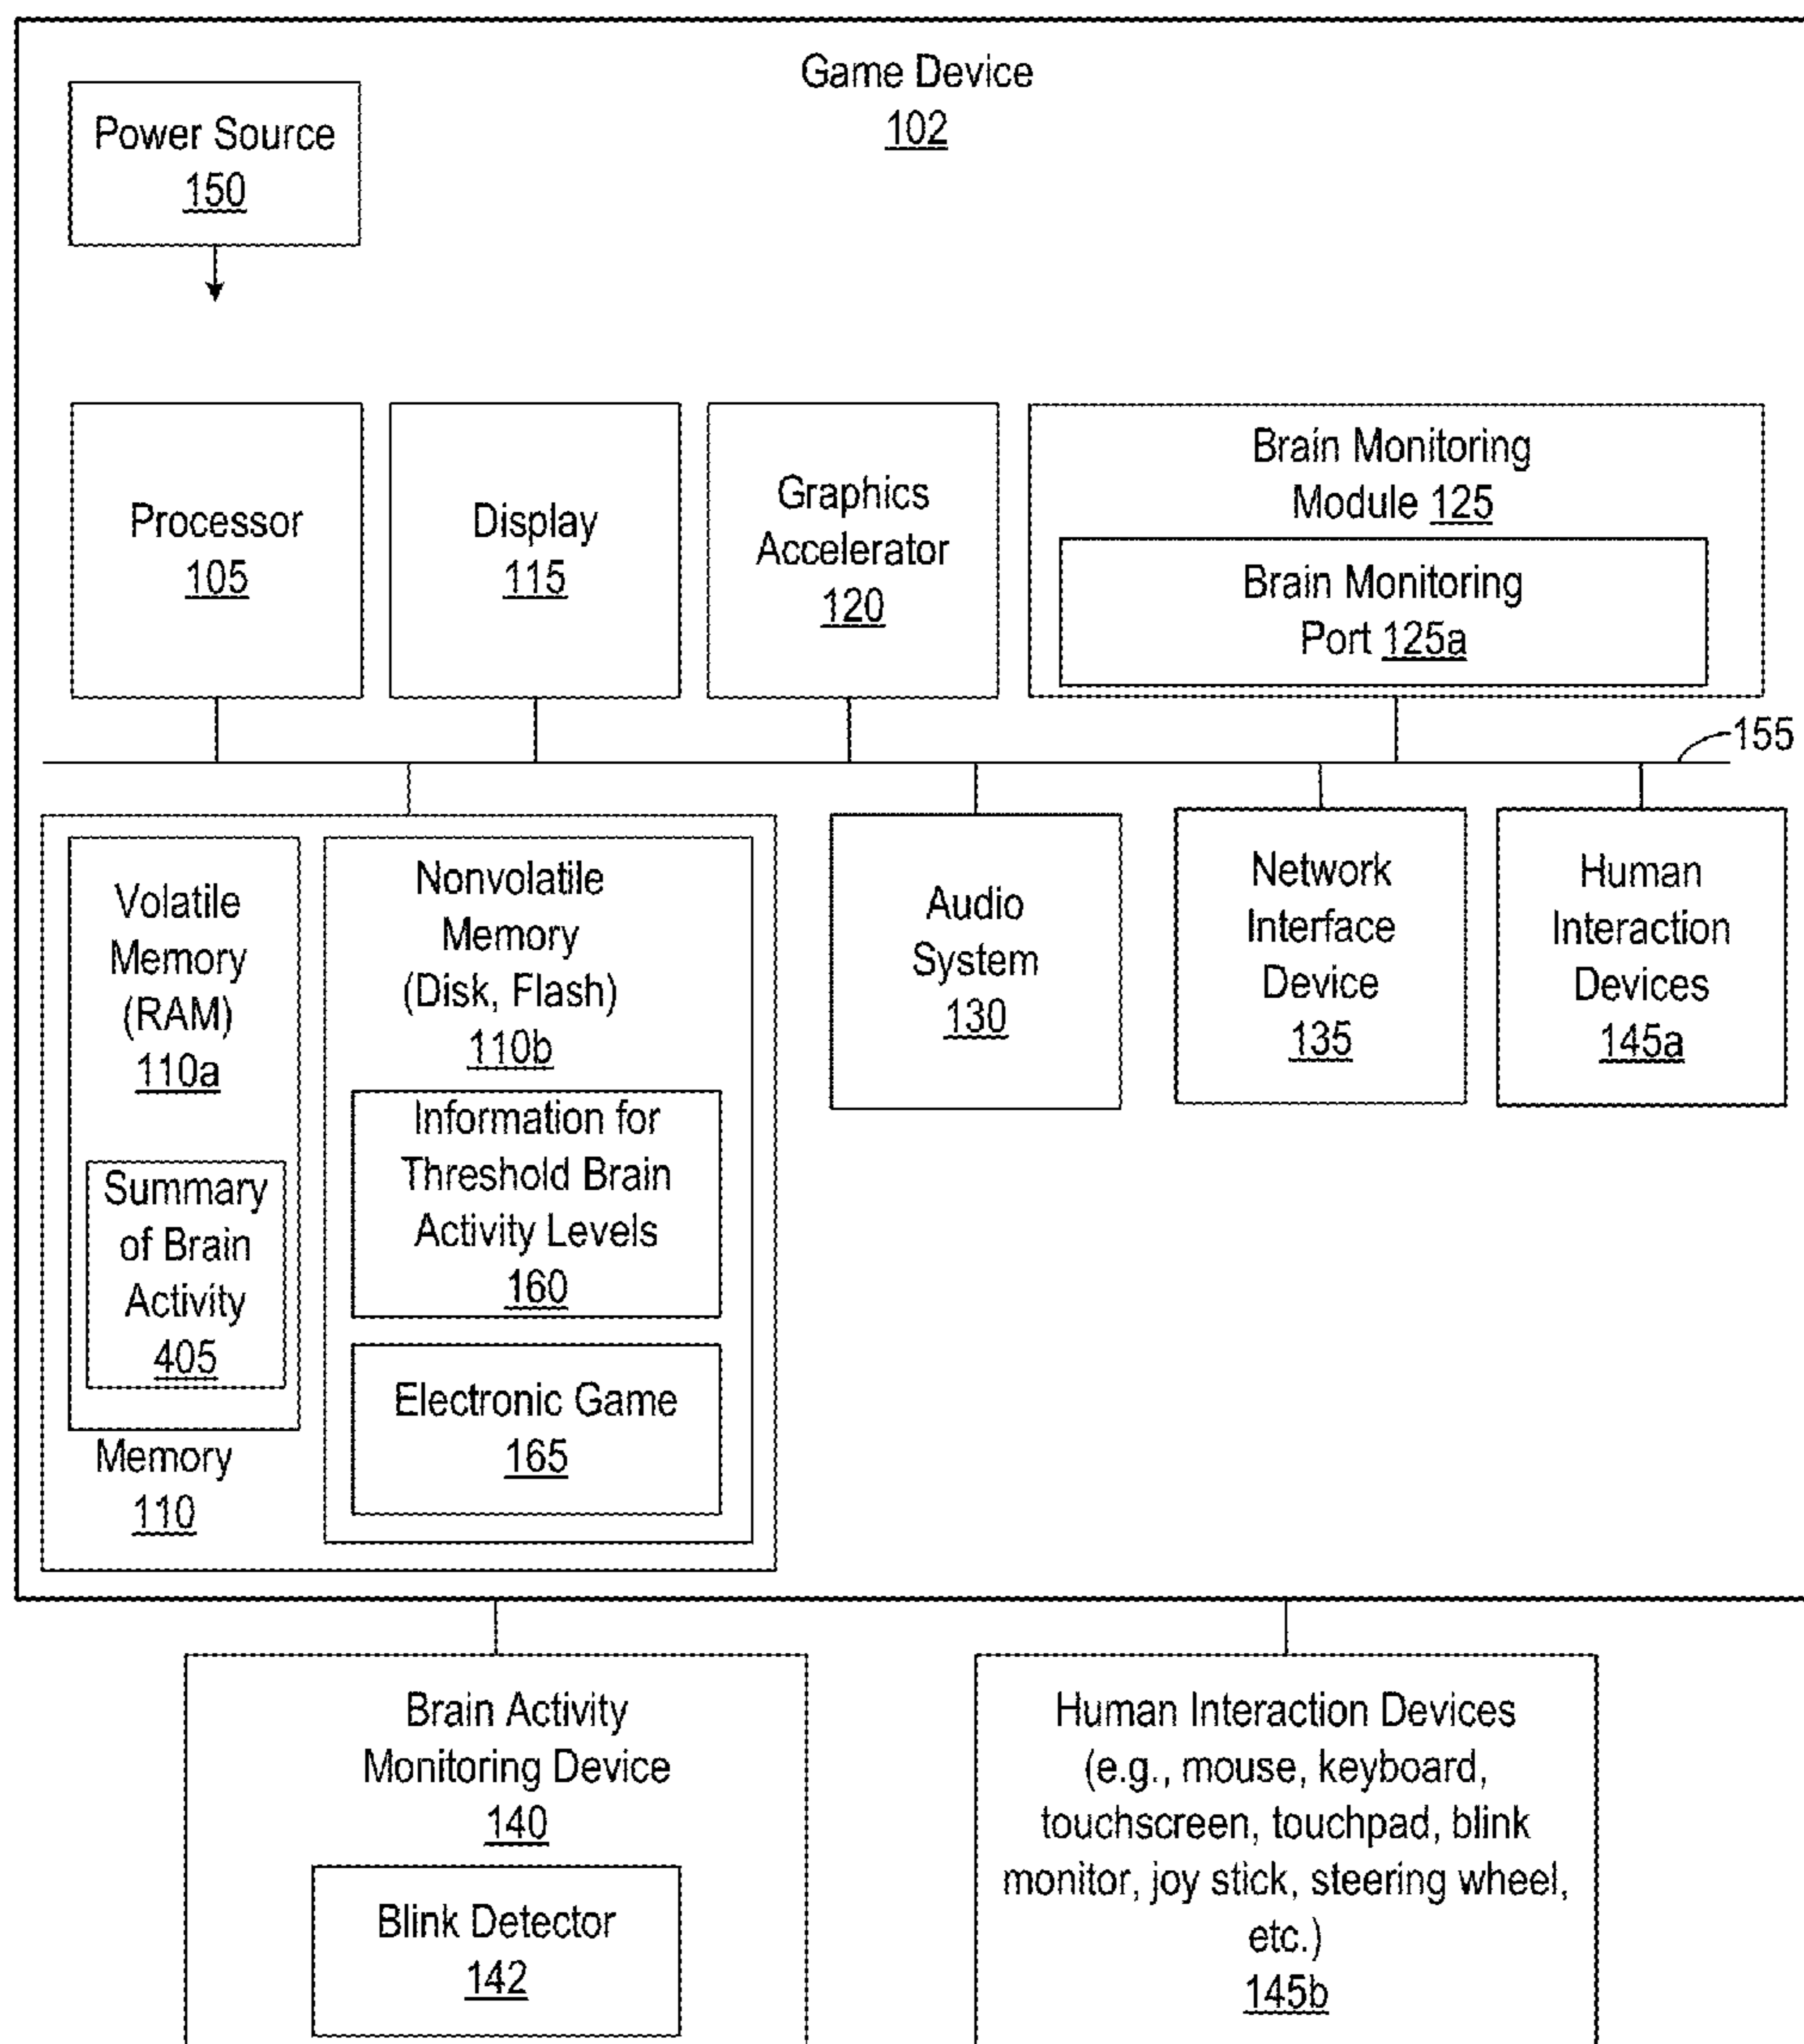 Game Device
102
Power Source
150
Processor
105
Display
115
Graphics
Accelerator
120
Brain Monitoring
Module 125
Brain Monitoring
Port 125a
155
Volatile
Memory
(RAM)
110a
Summary
of Brain
Activity
405
Memory
110
Nonvolatile
Memory
(Disk, Flash)
110b
Information for
Threshold Brain
Activity Levels
160
Electronic Game
165
Audio
System
130
Network
Interface
Device
135
Human
Interaction
Devices
145a
Brain Activity
Monitoring Device
140
Blink Detector
142
Human Interaction Devices
(e.g., mouse, keyboard,
touchscreen, touchpad, blink
monitor, joy stick, steering wheel,
etc.)
145b